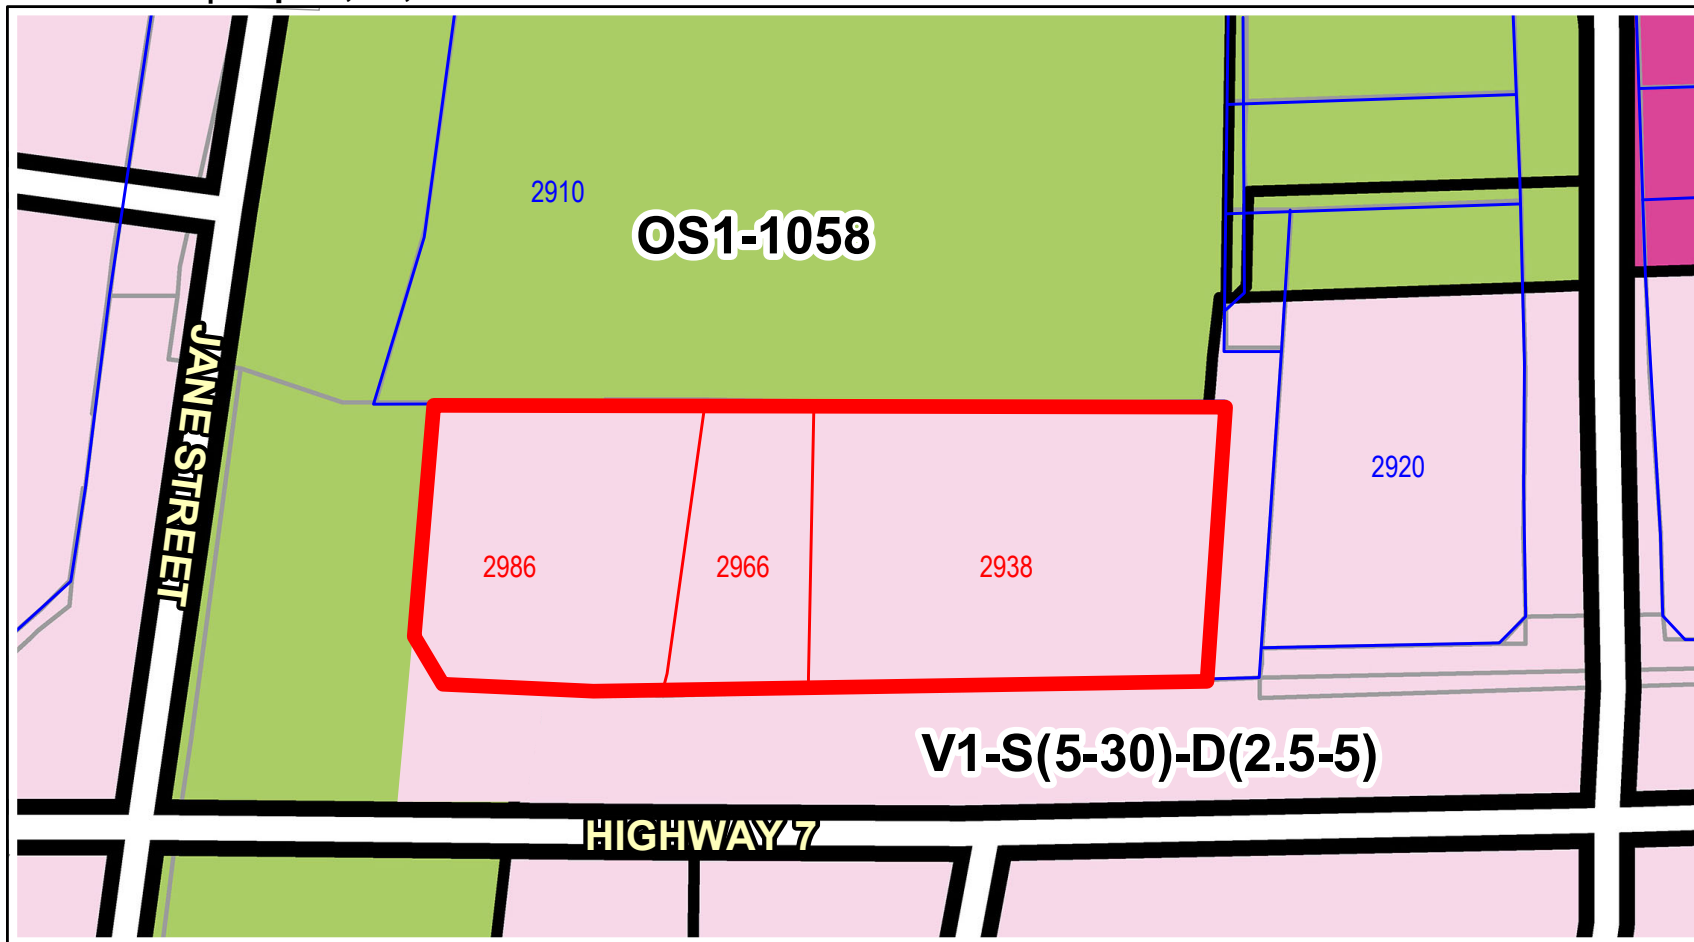 2910
OS1-1058
JANE STREET
2920
2986
2966
2938
V1-S(5-30)-D(2.5-5)
HIGHWAY 7